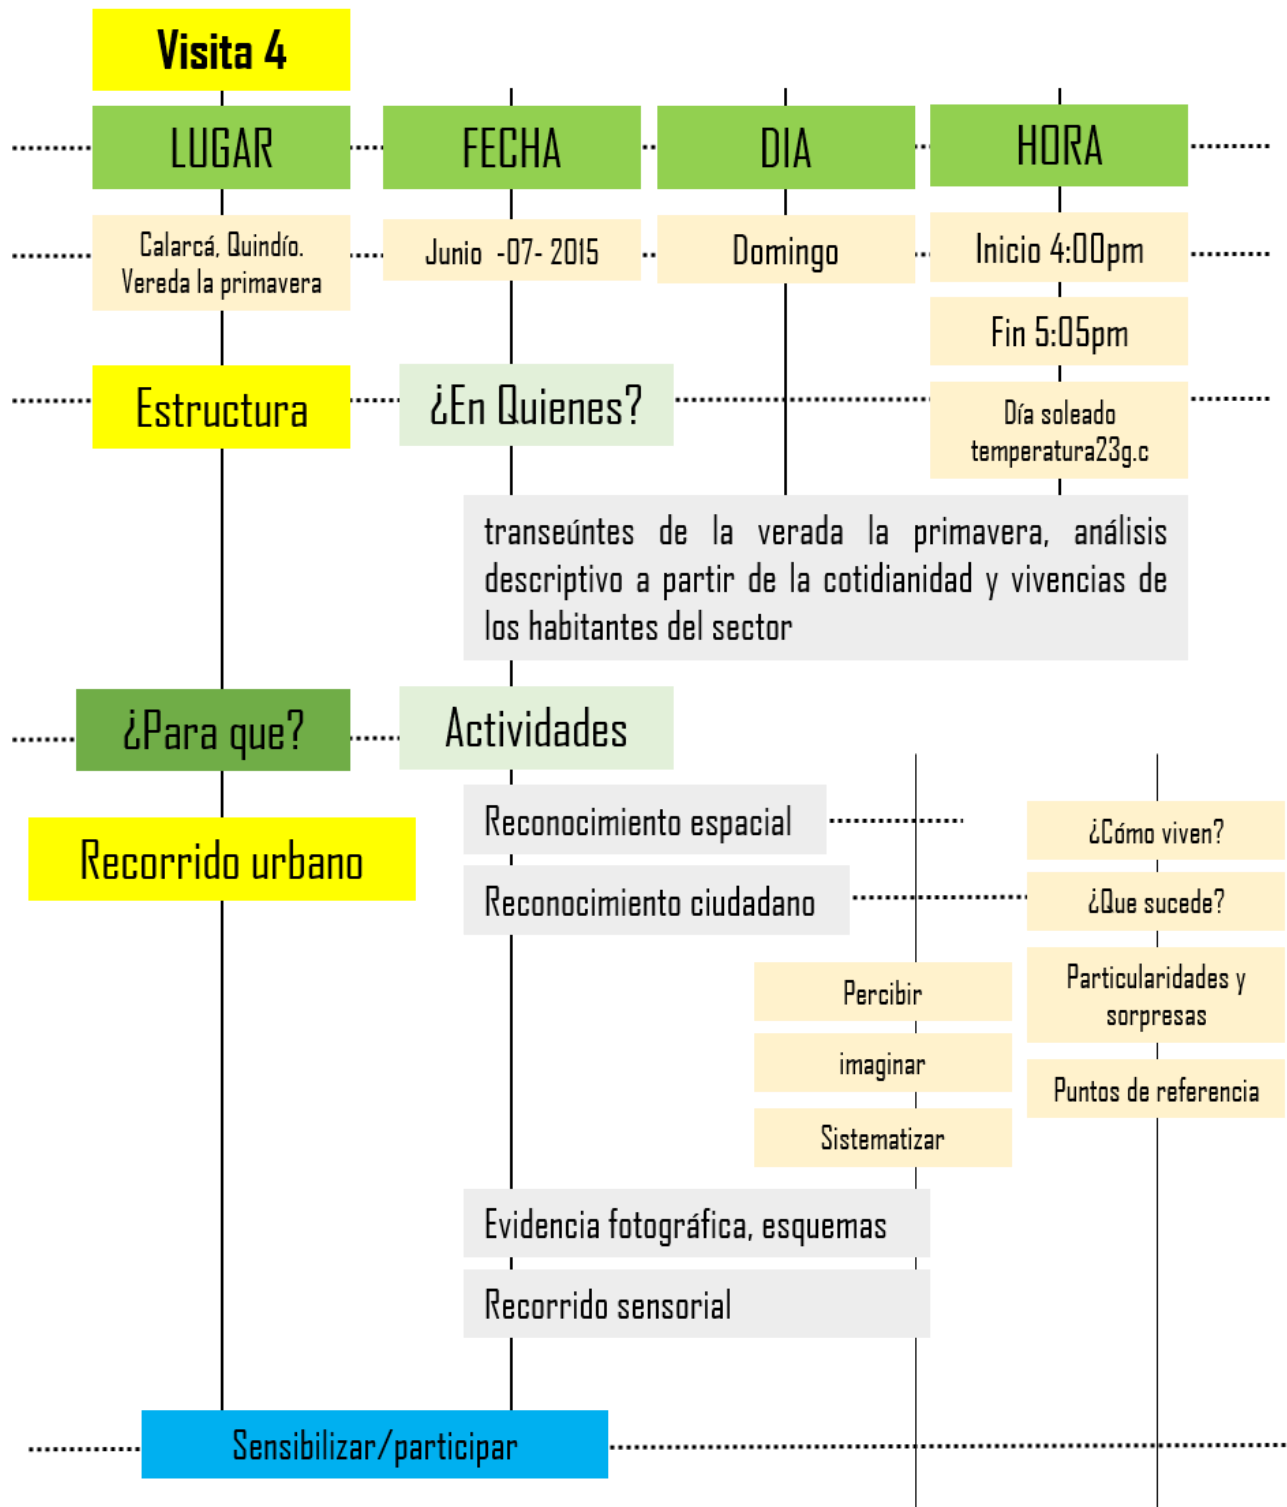 Visita 4
LUGAR
FECHA
DIA
HORA
Calarcá, Quindío.
Vereda la primavera
Junio -07- 2015
Domingo
Inicio 4:00pm
Fin 5:05pm
Estructura
¿En Quienes?
Día soleado
temperatura23g.c
transeúntes de la verada la primavera, análisis
descriptivo a partir de la cotidianidad y vivencias de
los habitantes del sector
¿Para que?
Actividades
Recorrido urbano
Reconocimiento espacial
Reconocimiento ciudadano
¿Cómo viven?
¿Que sucede?
Particularidades y
sorpresas
Puntos de referencia
Percibir
imaginar
Sistematizar
Evidencia fotográfica, esquemas
Recorrido sensorial
Sensibilizar/participar